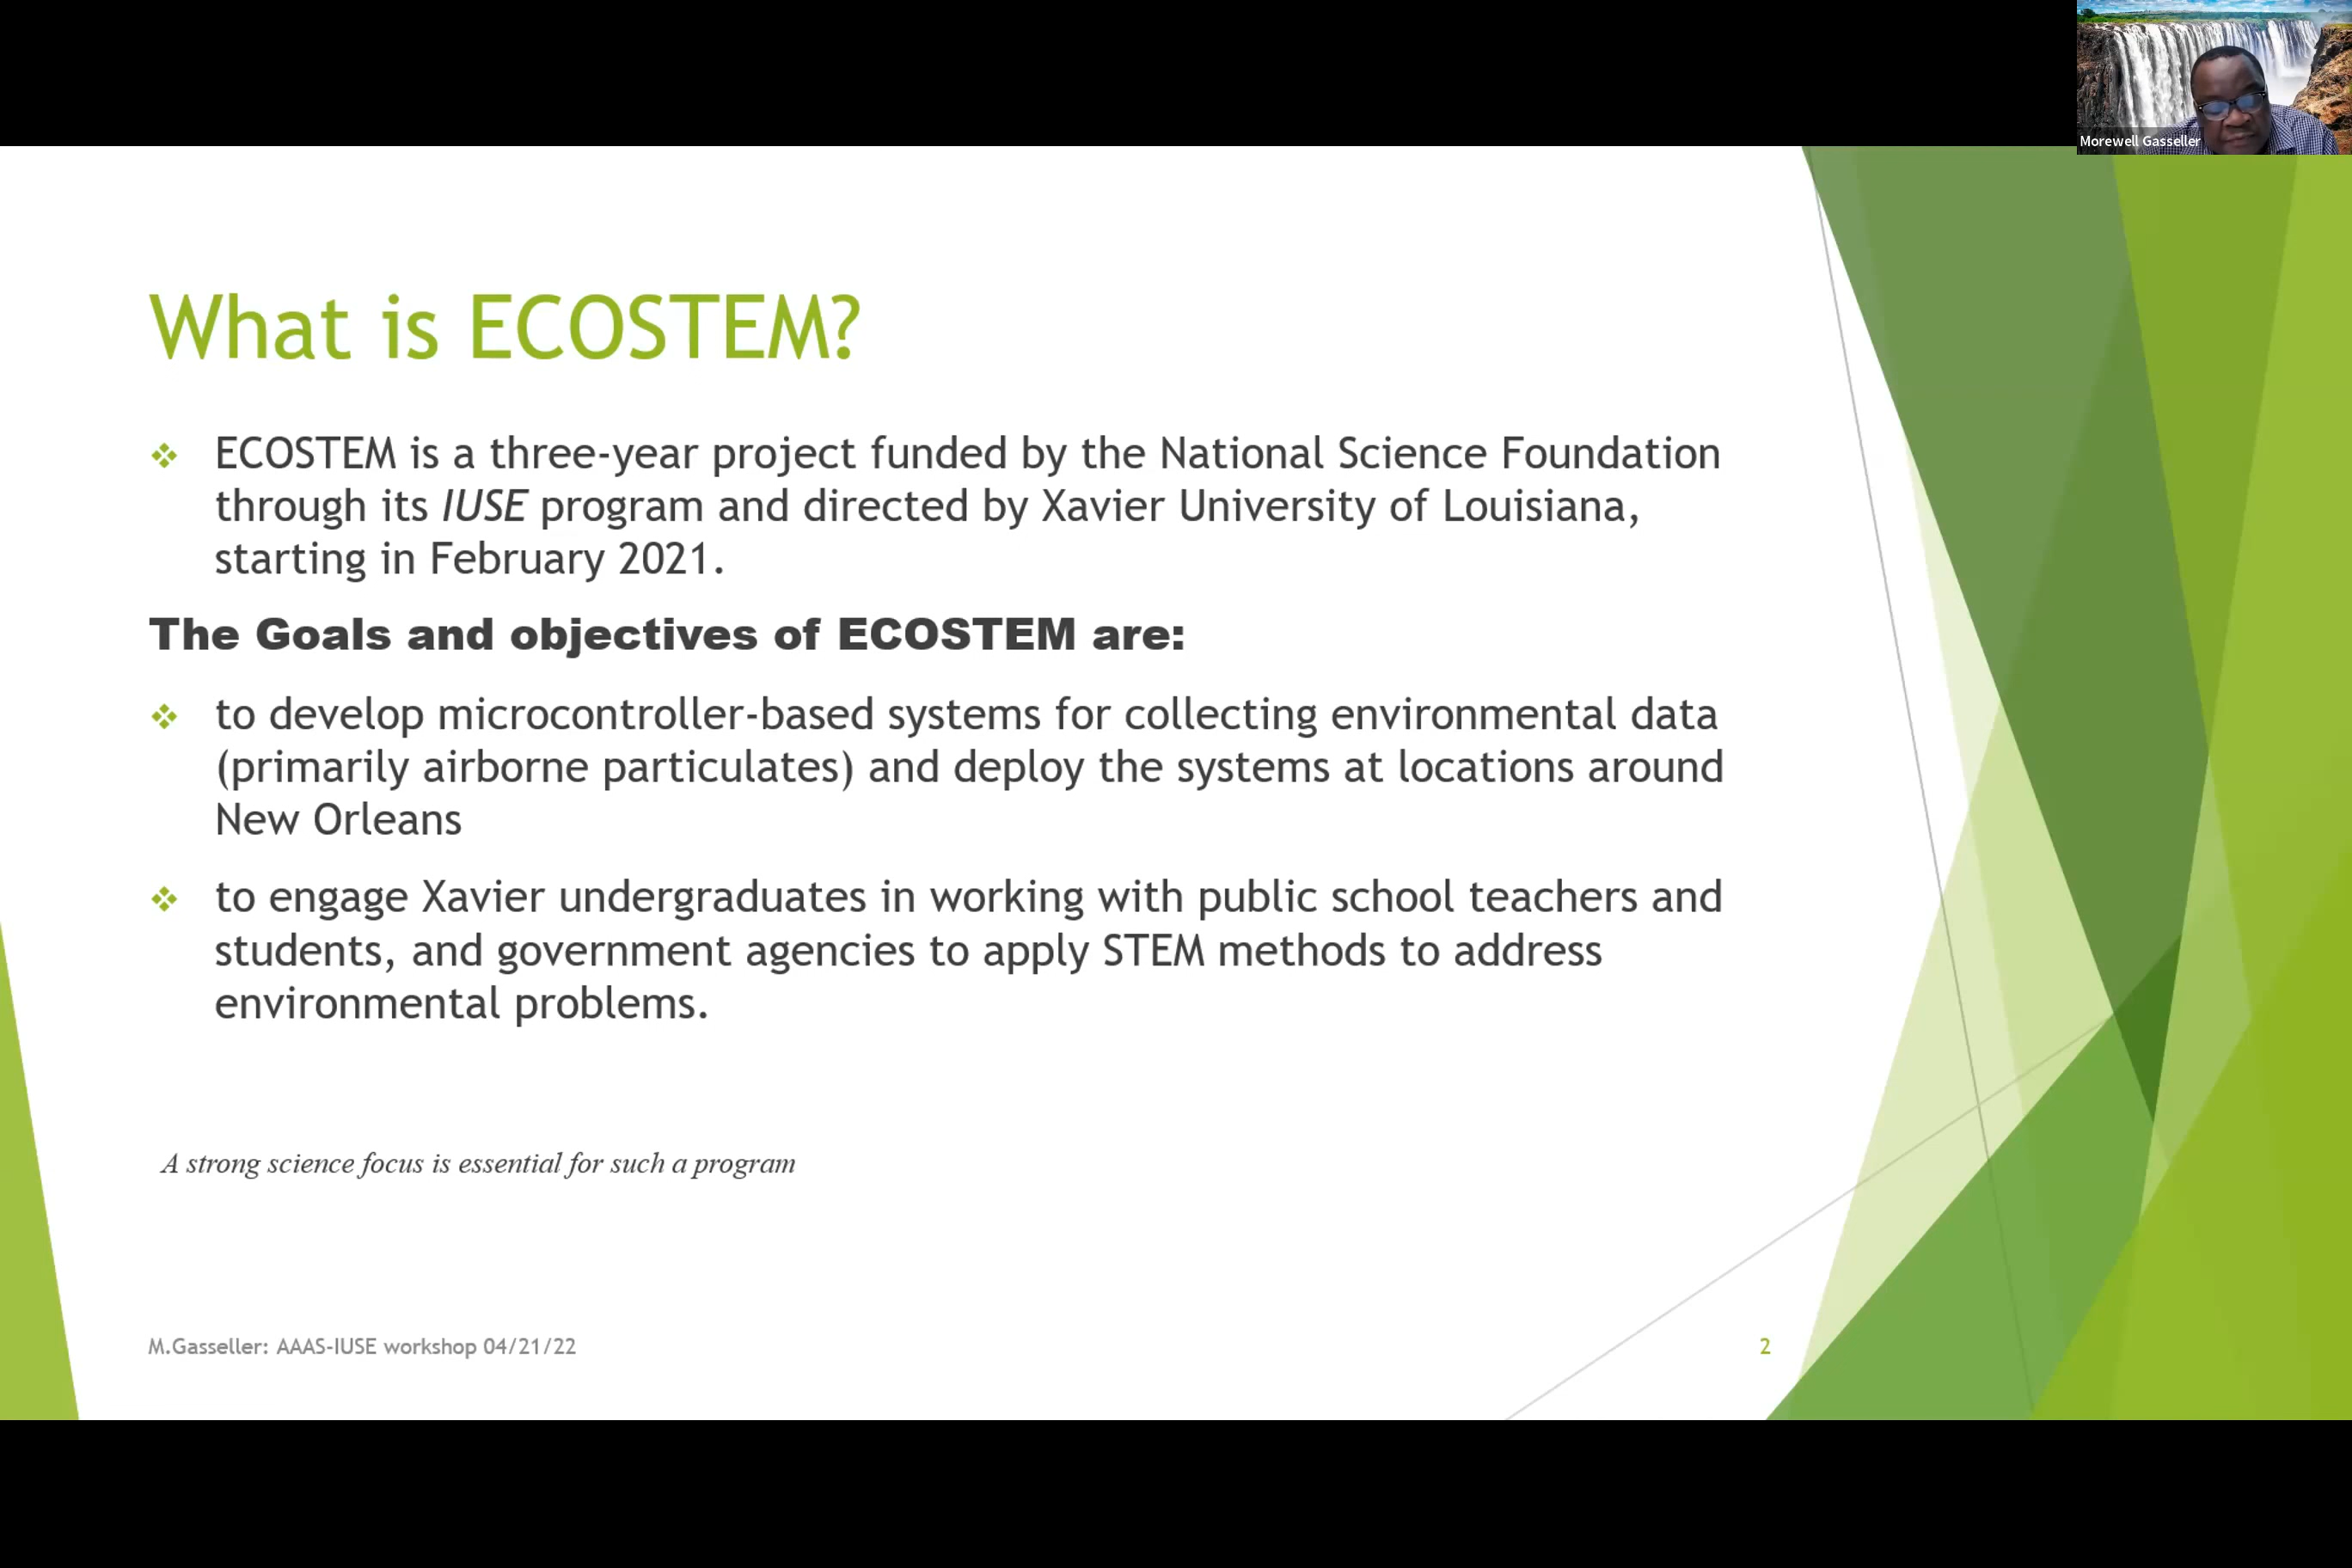 Morewell Gasseller
What is ECOSTEM?
ECOSTEM is a three-year project funded by the National Science Foundation
through its IUSE program and directed by Xavier University of Louisiana,
starting in February 2021.
The Goals and objectives of ECOSTEM are:
to develop microcontroller-based systems for collecting environmental data
(primarily airborne particulates) and deploy the systems at locations around
New Orleans
to engage Xavier undergraduates in working with public school teachers and
students, and government agencies to apply STEM methods to address
environmental problems.
A strong science focus is essential for such a program
M.Gasseller: AAAS-IUSE workshop 04/21/22
2